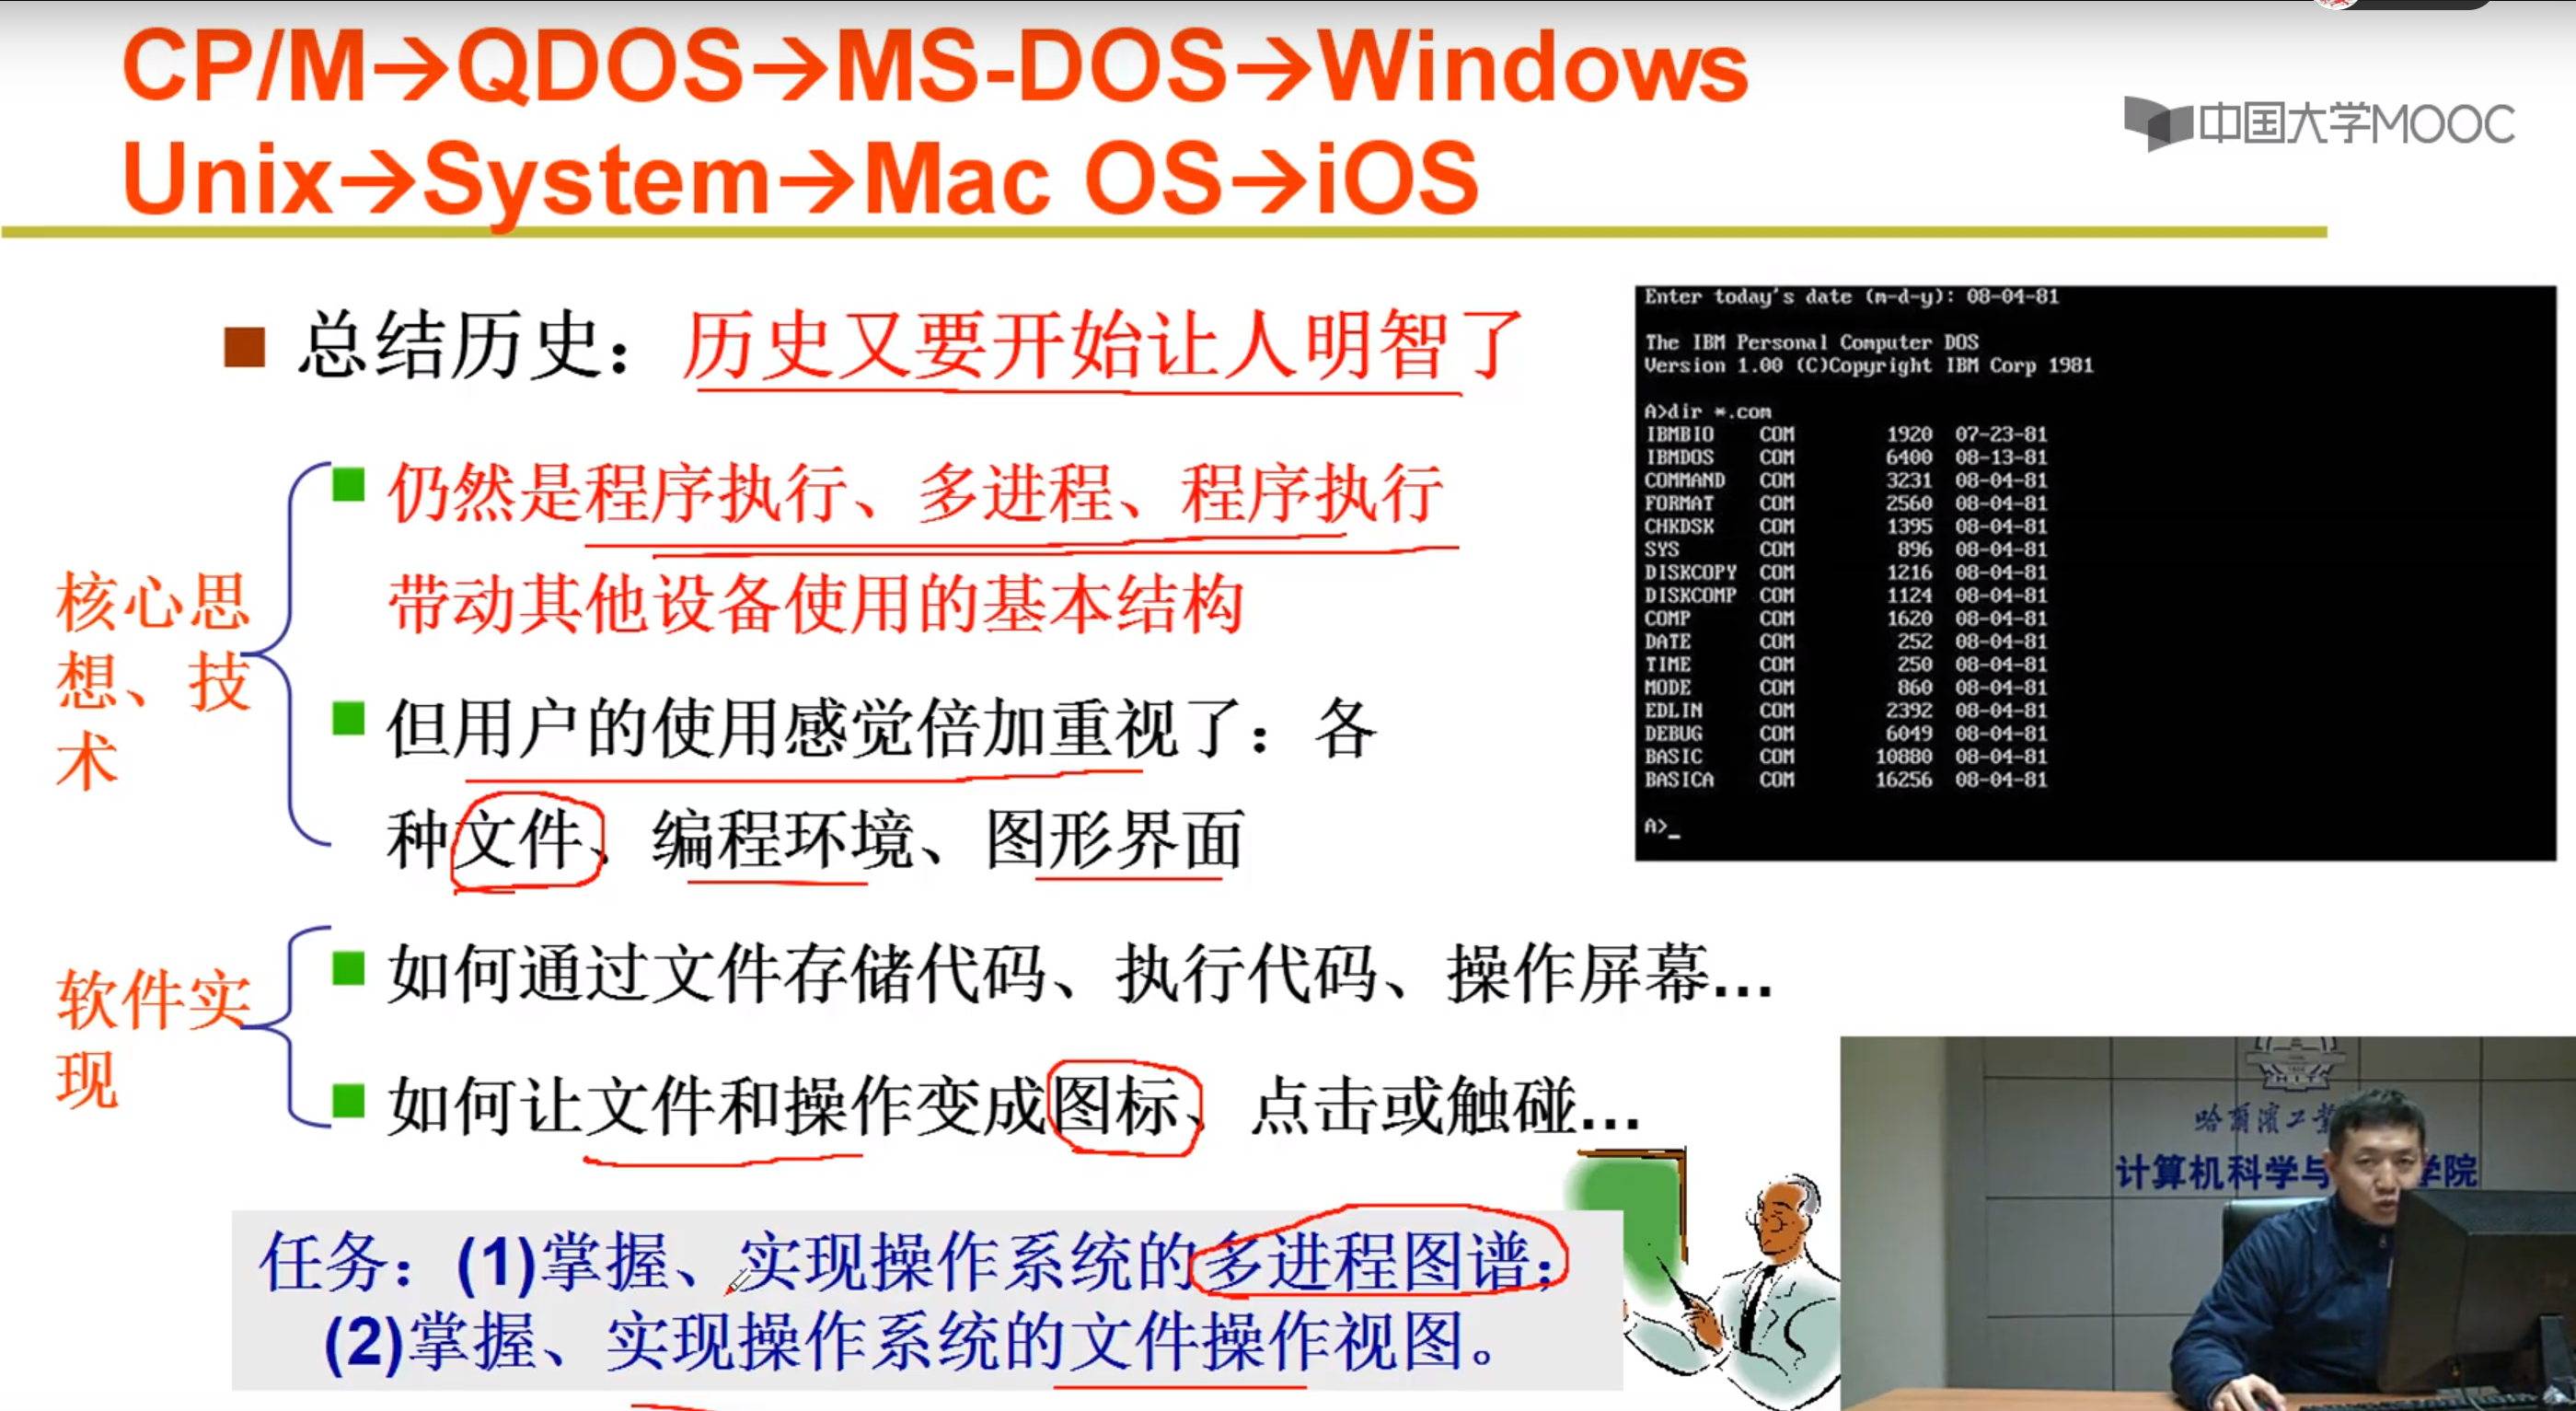 CP/M→QDOS→MS-DOS→Windows
Unix→System→Mac OS→iOS
中国大学MOOC
总结历史：历史又要开始让人明智了
核心思
想、技
术
仍然是程序执行、多进程、程序执行
带动其他设备使用的基本结构
但用户的使用感觉倍加重视了：各
种文件、编程环境、图形界面
软件实
现
如何通过文件存储代码、执行代码、操作屏幕...
如何让文件和操作变成图标、点击或触碰...
任务：(1)掌握、实现操作系统的多进程图谱；
(2)掌握、实现操作系统的文件操作视图。
Enter today's date (m-d-y): 08-04-81
The IBM Personal Computer DOS
Version 1.00 (C)Copyright IBM Corp 1981
A>dir *.com
IBMBIO COM 1920 07-23-81
IBMDOS COM 6400 08-13-81
COMMAND COM 3231 08-04-81
FORMAT COM 2560 08-04-81
CHKDSK COM 1395 08-04-81
SYS COM 896 08-04-81
DISKCOPY COM 1216 08-04-81
DISKCOMP COM 1124 08-04-81
COMP COM 1620 08-04-81
DATE COM 252 08-04-81
TIME COM 250 08-04-81
MODE COM 860 08-04-81
EDLIN COM 2392 08-04-81
DEBUG COM 6049 08-04-81
BASIC COM 10880 08-04-81
BASICA COM 16256 08-04-81
A>_
HIT
哈爾濱工業
计算机科学与 学院